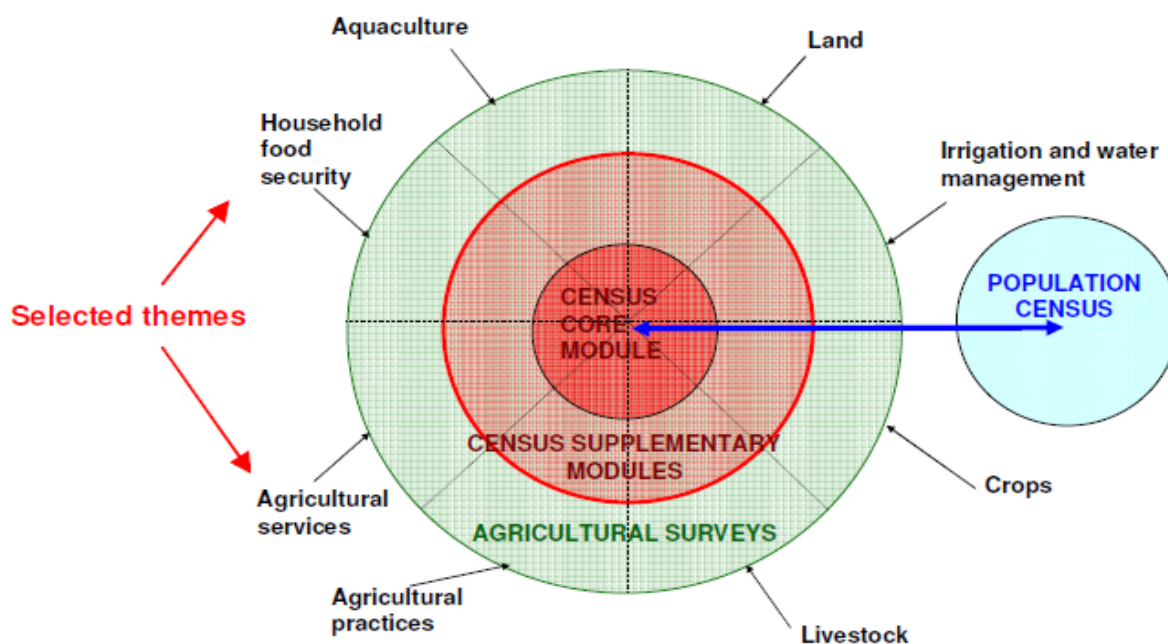 Aquaculture
Land
Household
food
security
Irrigation and water
management
POPULATION
CENSUS
CENSUS
CORE
MODULE
Selected themes
CENSUS SUPPLEMENTARY
MODULES
Agricultural
services
Crops
AGRICULTURAL SURVEYS
Agricultural
practices
Livestock